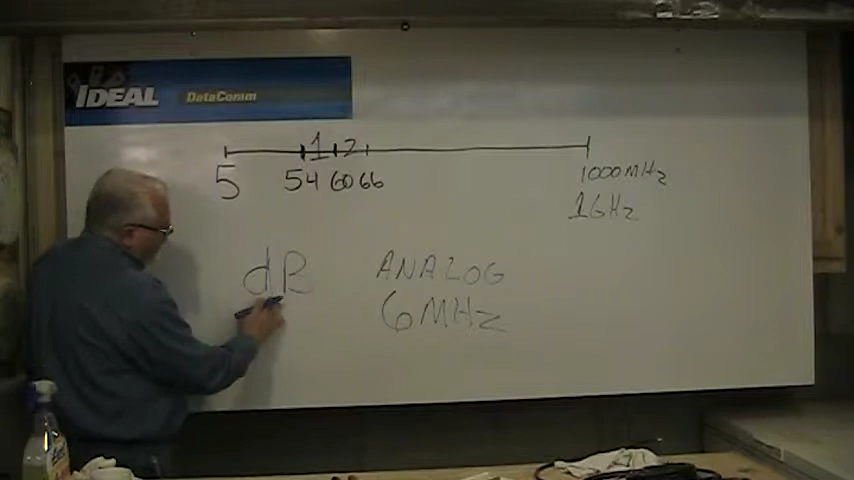 IDEAL DataComm
1 2
5 54 60 66 1000MHz
1GHz
dB ANALOG
6MHz